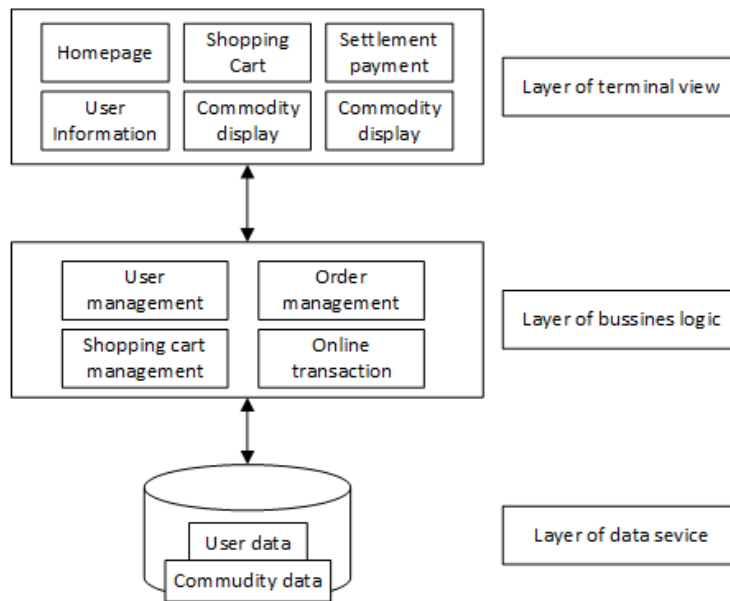 Homepage
Shopping
Cart
Settlement
payment
User
Information
Commodity
display
Commodity
display
Layer of terminal view
User
management
Order
management
Shopping cart
management
Online
transaction
Layer of bussines logic
User data
Commudity data
Layer of data sevice